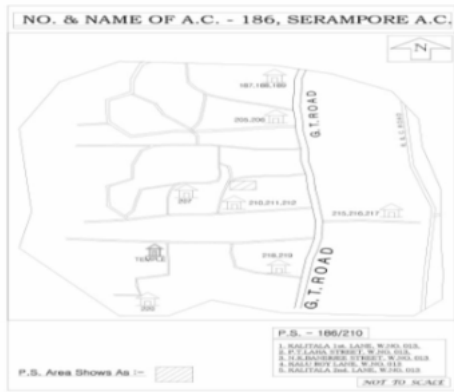 NO. & NAME OF A.C. - 186, SERAMPORE A.C.
N
187,188,189
G.T.ROAD
205,206
207
210,211,212
215,216,217
TEMPLE
218,219
G.T.ROAD
P.S. - 186/210
1. KALITALA 1st. LANE, W.NO. 013,
2. P.T.LAHA STREET, W.NO. 013,
3. N.K.BANERJEE STREET, W.NO. 013
4. KALU ROY LANE, W.NO. 013
5. KALITALA 2nd. LANE, W.NO. 013
P.S. Area Shows As :-
NOT TO SCALE